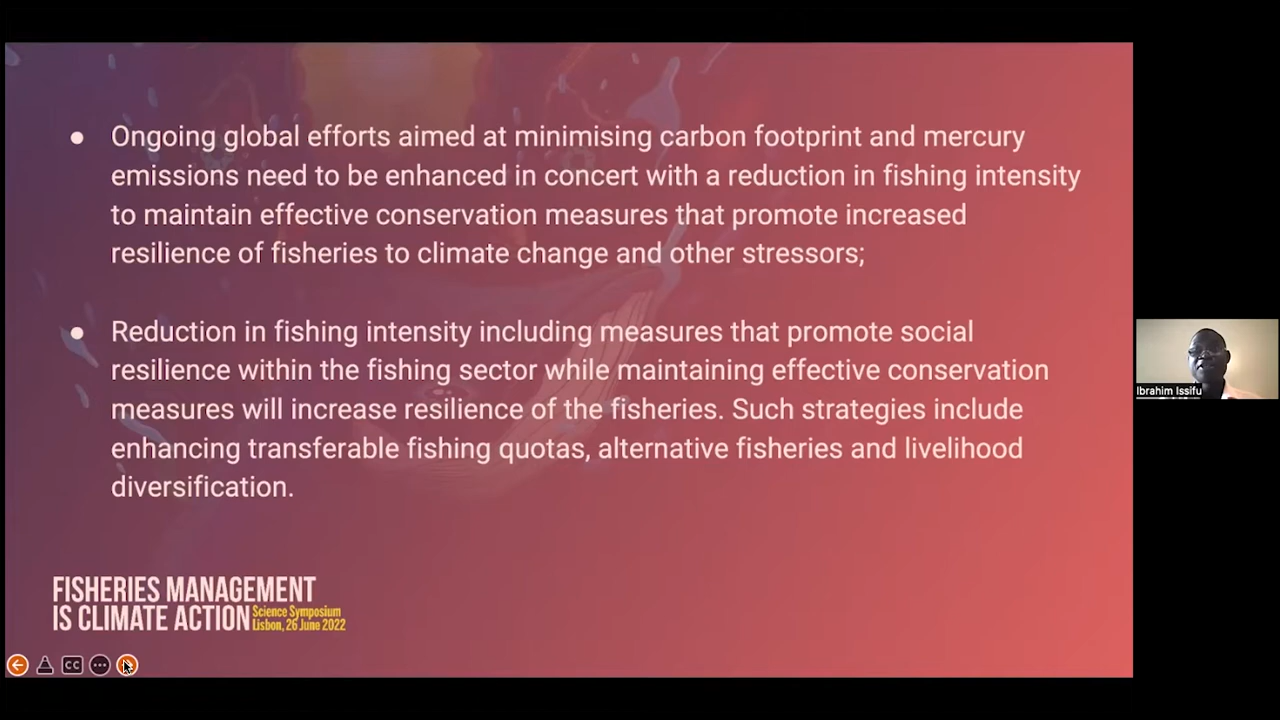 ● Ongoing global efforts aimed at minimising carbon footprint and mercury
emissions need to be enhanced in concert with a reduction in fishing intensity
to maintain effective conservation measures that promote increased
resilience of fisheries to climate change and other stressors;
● Reduction in fishing intensity including measures that promote social
resilience within the fishing sector while maintaining effective conservation
measures will increase resilience of the fisheries. Such strategies include
enhancing transferable fishing quotas, alternative fisheries and livelihood
diversification.
Ibrahim Issifu
FISHERIES MANAGEMENT
IS CLIMATE ACTION
Science Symposium
Lisbon, 26 June 2022
CC